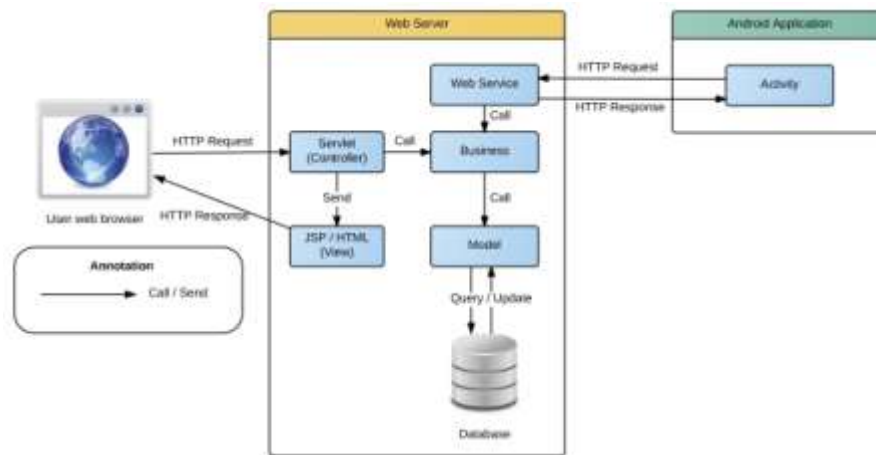 Web Server
Android Application
HTTP Request
Web Service
Activity
HTTP Response
Call
HTTP Request
Servlet
(Controller)
Call
Business
Send
Call
User web browser
HTTP Response
JSP / HTML
(View)
Model
Annotation
Call / Send
Query / Update
Database